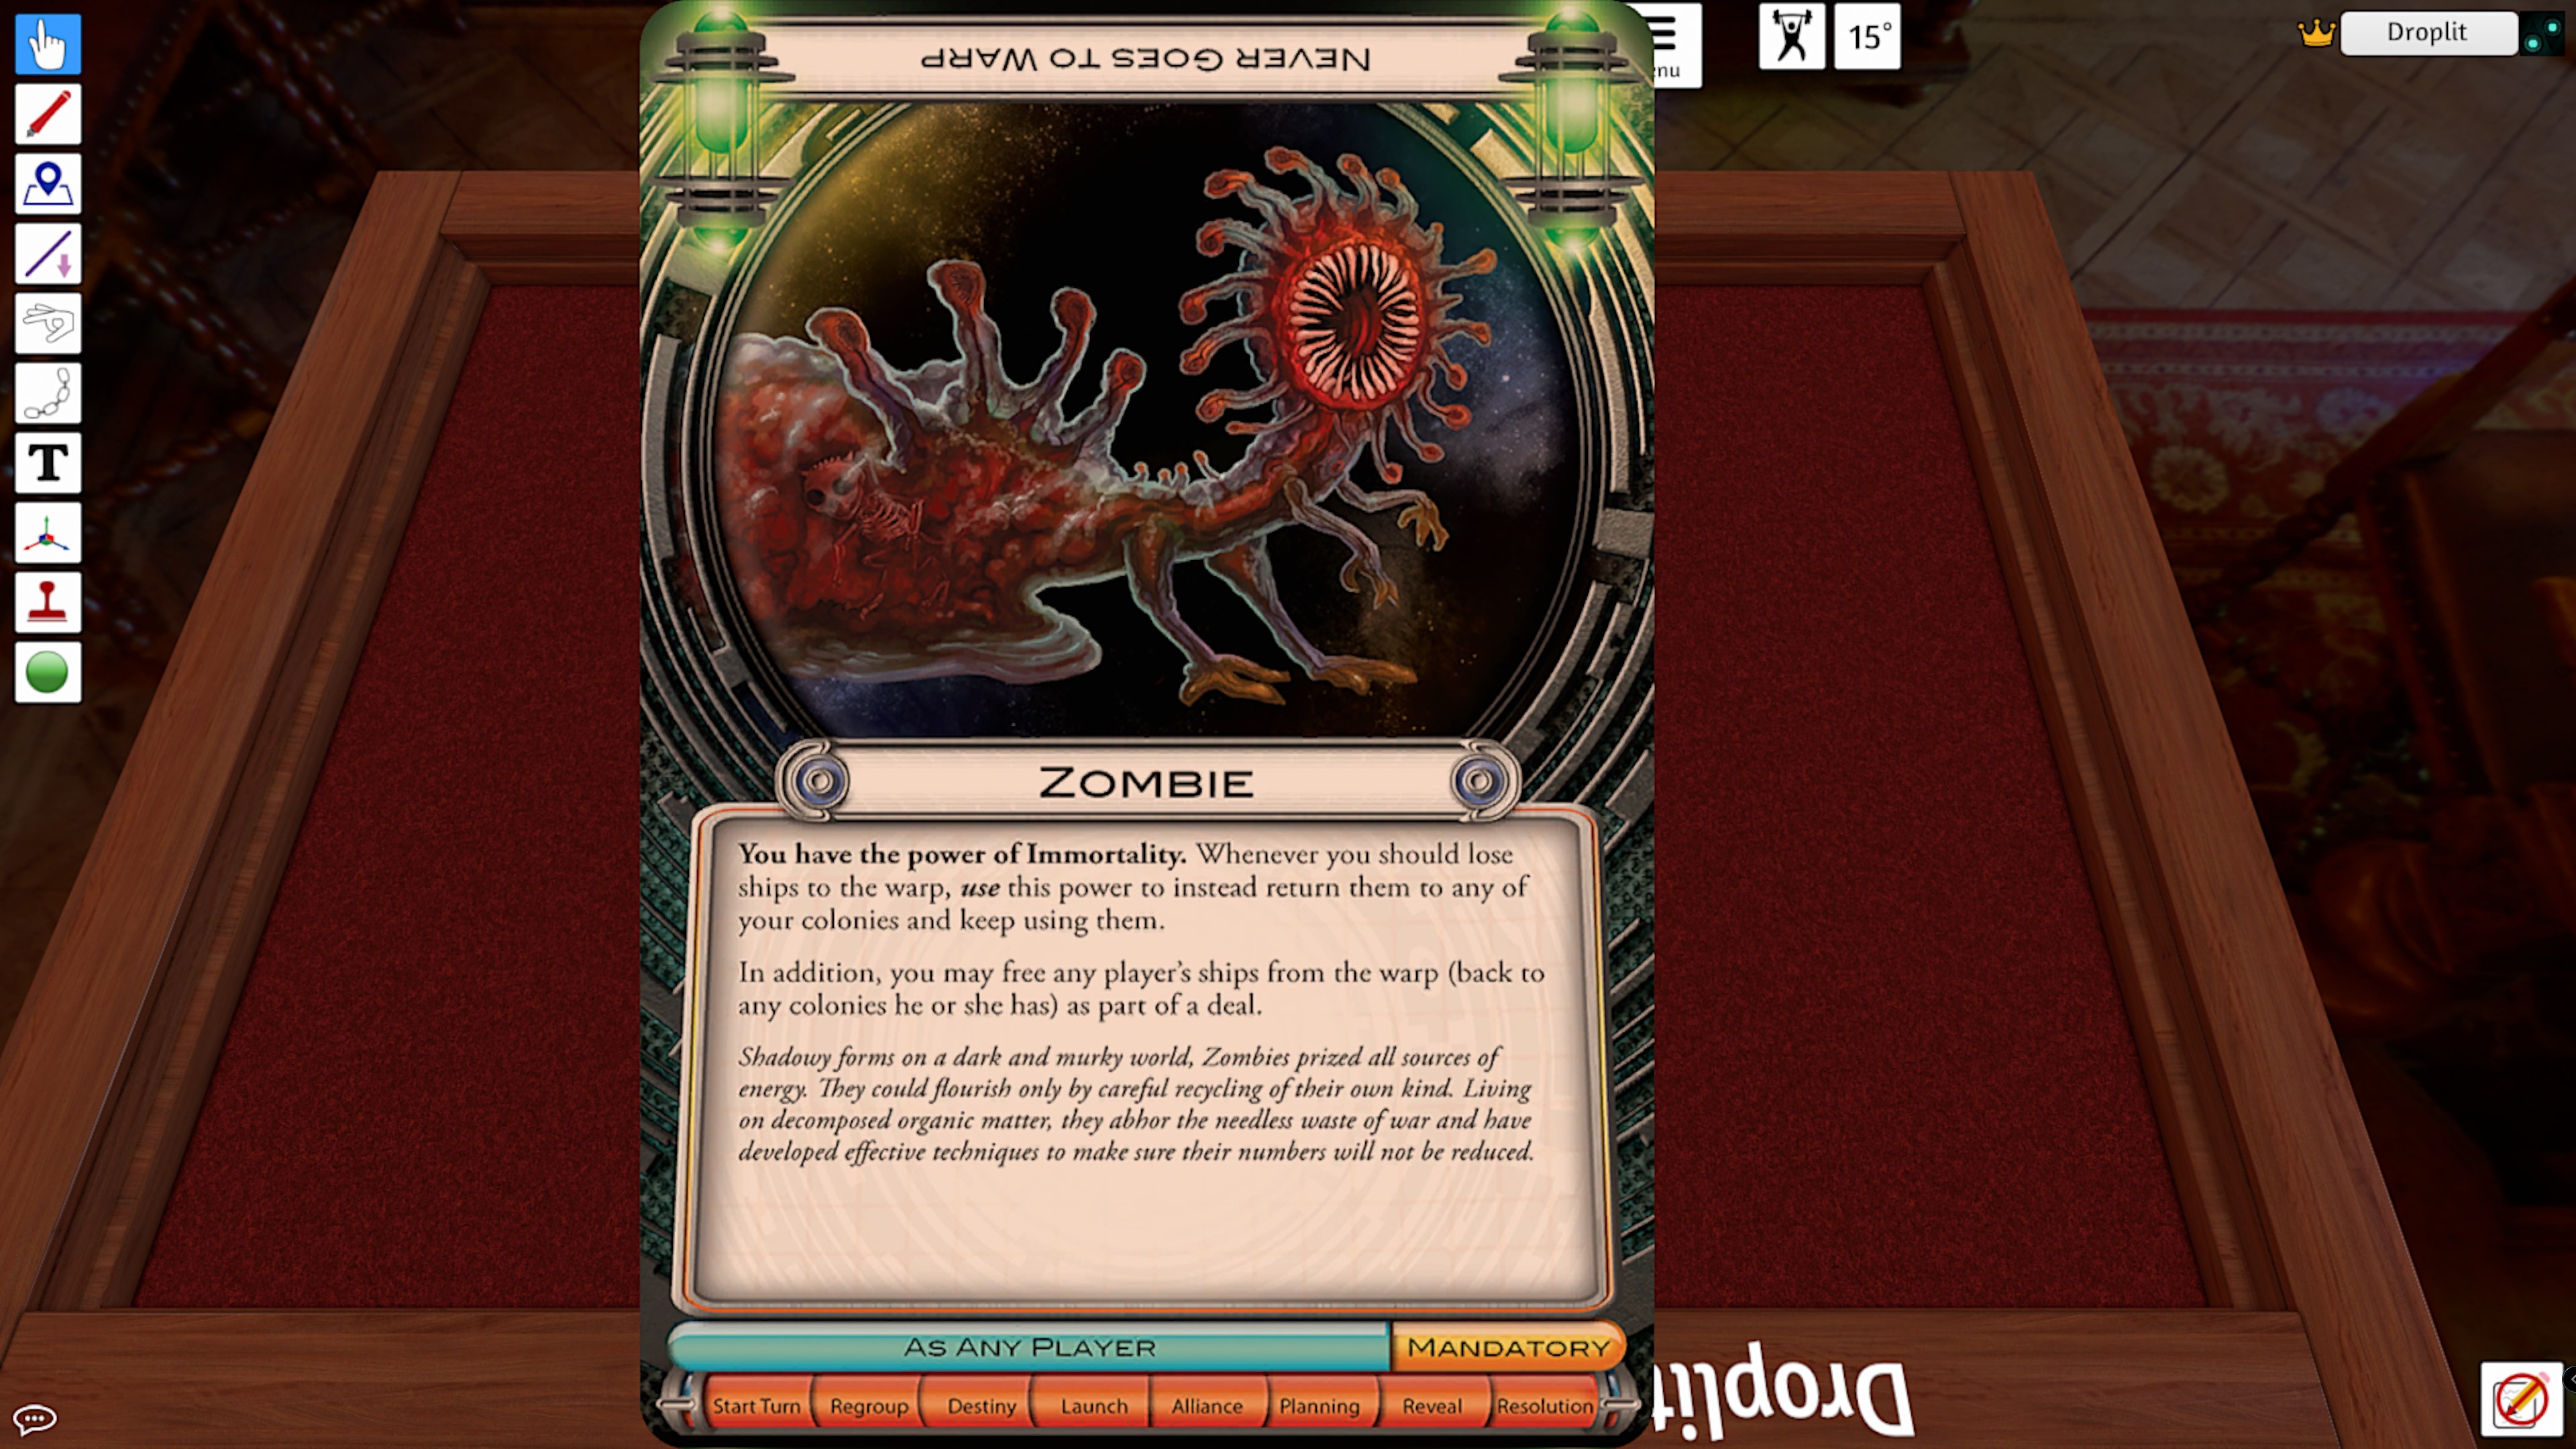 NEVER GOES TO WARP
enu
15°
Droplit
T
ZOMBIE
You have the power of Immortality. Whenever you should lose
ships to the warp, use this power to instead return them to any of
your colonies and keep using them.
In addition, you may free any player's ships from the warp (back to
any colonies he or she has) as part of a deal.
Shadowy forms on a dark and murky world, Zombies prized all sources of
energy. They could flourish only by careful recycling of their own kind. Living
on decomposed organic matter, they abhor the needless waste of war and have
developed effective techniques to make sure their numbers will not be reduced.
AS ANY PLAYER MANDATORY
Start Turn Regroup Destiny Launch Alliance Planning Reveal Resolution
Droplit